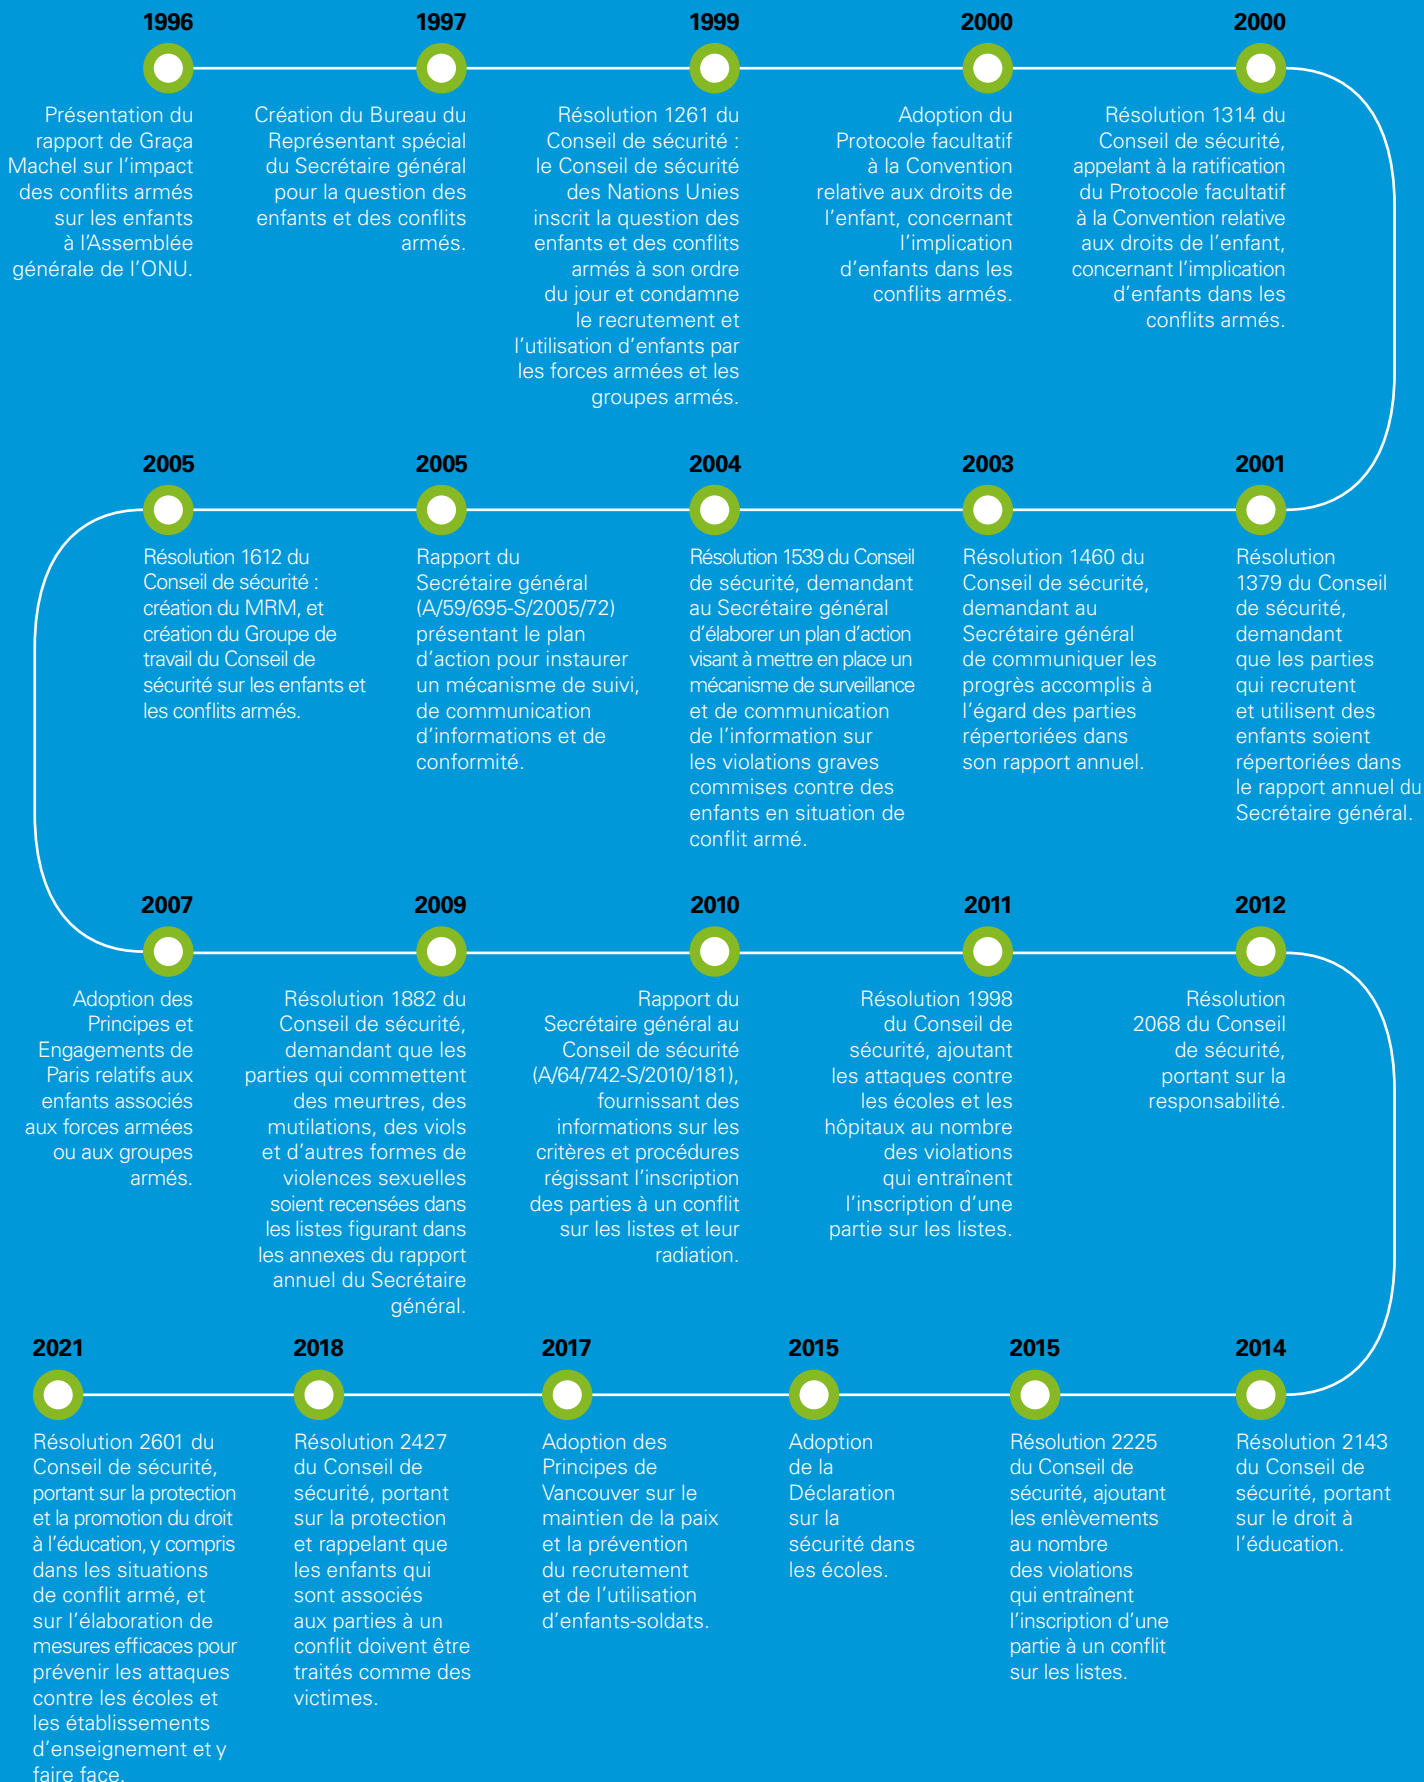 1996
Présentation du
rapport de Graça
Machel sur l’impact
des conflits armés
sur les enfants
à l’Assemblée
générale de l’ONU.
1997
Création du Bureau du
Représentant spécial
du Secrétaire général
pour la question des
enfants et des conflits
armés.
1999
Résolution 1261 du
Conseil de sécurité :
le Conseil de sécurité
des Nations Unies
inscrit la question des
enfants et des conflits
armés à son ordre
du jour et condamne
le recrutement et
l’utilisation d’enfants par
les forces armées et les
groupes armés.
2000
Adoption du
Protocole facultatif
à la Convention
relative aux droits de
l’enfant, concernant
l’implication
d’enfants dans les
conflits armés.
2000
Résolution 1314 du
Conseil de sécurité,
appelant à la ratification
du Protocole facultatif
à la Convention relative
aux droits de l’enfant,
concernant l’implication
d’enfants dans les
conflits armés.
2001
Résolution
1379 du Conseil
de sécurité,
demandant
que les parties
qui recrutent
et utilisent des
enfants soient
répertoriées dans
le rapport annuel du
Secrétaire général.
2003
Résolution 1460 du
Conseil de sécurité,
demandant au
Secrétaire général
de communiquer les
progrès accomplis à
l’égard des parties
répertoriées dans
son rapport annuel.
2004
Résolution 1539 du Conseil
de sécurité, demandant
au Secrétaire général
d’élaborer un plan d’action
visant à mettre en place un
mécanisme de surveillance
et de communication
de l’information sur
les violations graves
commises contre des
enfants en situation de
conflit armé.
2005
Rapport du
Secrétaire général
(A/59/695-S/2005/72)
présentant le plan
d’action pour instaurer
un mécanisme de suivi,
de communication
d’informations et de
conformité.
2005
Résolution 1612 du
Conseil de sécurité :
création du MRM, et
création du Groupe de
travail du Conseil de
sécurité sur les enfants et
les conflits armés.
2007
Adoption des
Principes et
Engagements de
Paris relatifs aux
enfants associés
aux forces armées
ou aux groupes
armés.
2009
Résolution 1882 du
Conseil de sécurité,
demandant que les
parties qui commettent
des meurtres, des
mutilations, des viols
et d’autres formes de
violences sexuelles
soient recensées dans
les listes figurant dans
les annexes du rapport
annuel du Secrétaire
général.
2010
Rapport du
Secrétaire général au
Conseil de sécurité
(A/64/742-S/2010/181),
fournissant des
informations sur les
critères et procédures
régissant l’inscription
des parties à un conflit
sur les listes et leur
radiation.
2011
Résolution 1998
du Conseil de
sécurité, ajoutant
les attaques contre
les écoles et les
hôpitaux au nombre
des violations
qui entraînent
l’inscription d’une
partie sur les listes.
2012
Résolution
2068 du Conseil
de sécurité,
portant sur la
responsabilité.
2014
Résolution 2143
du Conseil de
sécurité, portant
sur le droit à
l’éducation.
2015
Résolution 2225
du Conseil de
sécurité, ajoutant
les enlèvements
au nombre
des violations
qui entraînent
l’inscription d’une
partie à un conflit
sur les listes.
2015
Adoption
de la
Déclaration
sur la
sécurité dans
les écoles.
2017
Adoption des
Principes de
Vancouver sur le
maintien de la paix
et la prévention
du recrutement
et de l’utilisation
d’enfants-soldats.
2018
Résolution 2427
du Conseil de
sécurité, portant
sur la protection
et rappelant que
les enfants qui
sont associés
aux parties à un
conflit doivent être
traités comme des
victimes.
2021
Résolution 2601 du
Conseil de sécurité,
portant sur la protection
et la promotion du droit
à l’éducation, y compris
dans les situations
de conflit armé, et
sur l’élaboration de
mesures efficaces pour
prévenir les attaques
contre les écoles et
les établissements
d’enseignement et y
faire face.